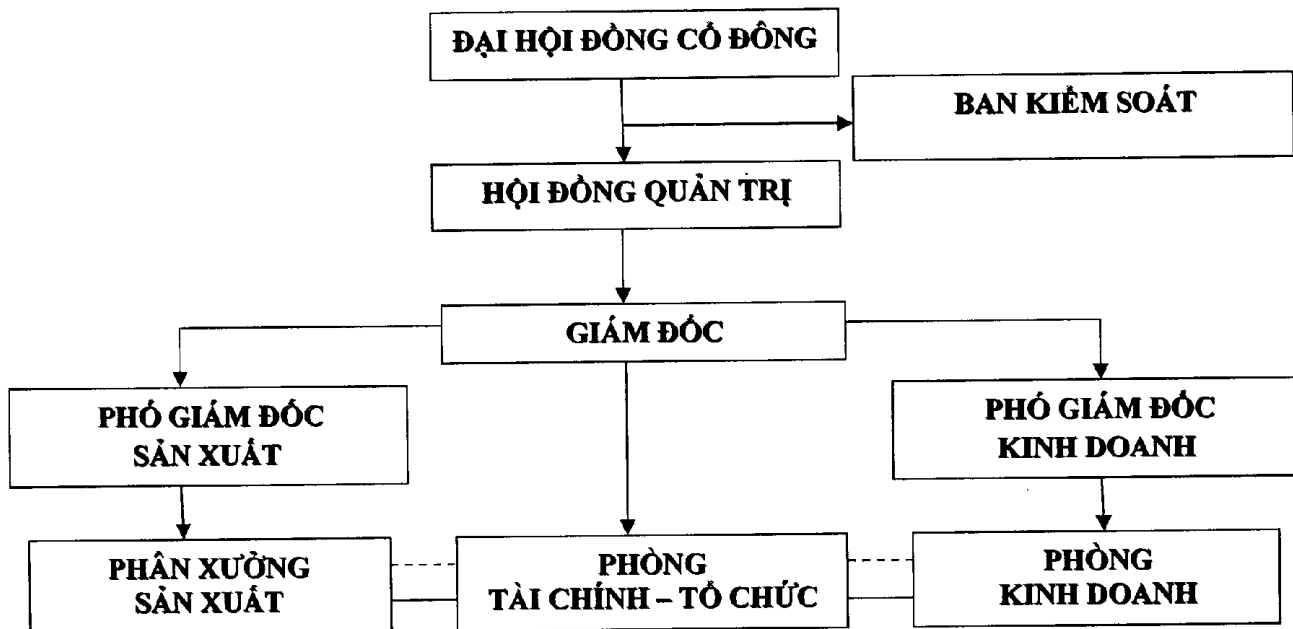 ĐẠI HỘI ĐỒNG CỔ ĐÔNG
BAN KIỂM SOÁT
HỘI ĐỒNG QUẢN TRỊ
GIÁM ĐỐC
PHÓ GIÁM ĐỐC
SẢN XUẤT
PHÓ GIÁM ĐỐC
KINH DOANH
PHÂN XƯỞNG
SẢN XUẤT
PHÒNG
TÀI CHÍNH – TỔ CHỨC
PHÒNG
KINH DOANH